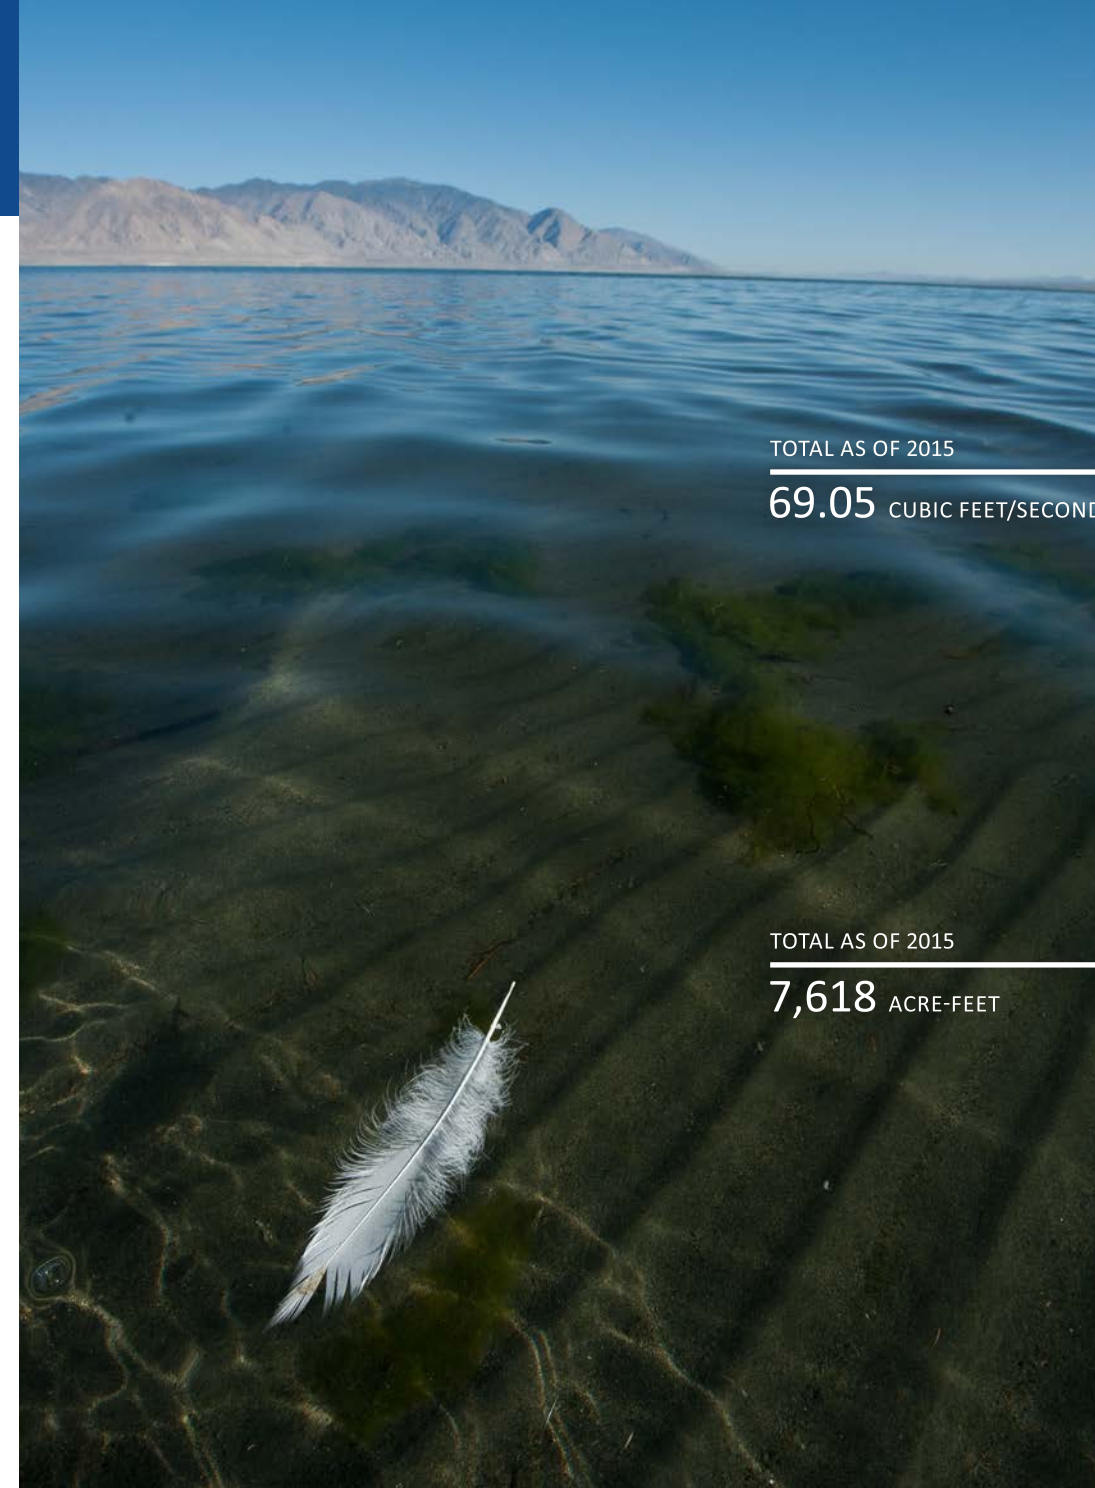 TOTAL AS OF 2015
69.05 CUBIC FEET/SECOND
TOTAL AS OF 2015
7,618 ACRE-FEET